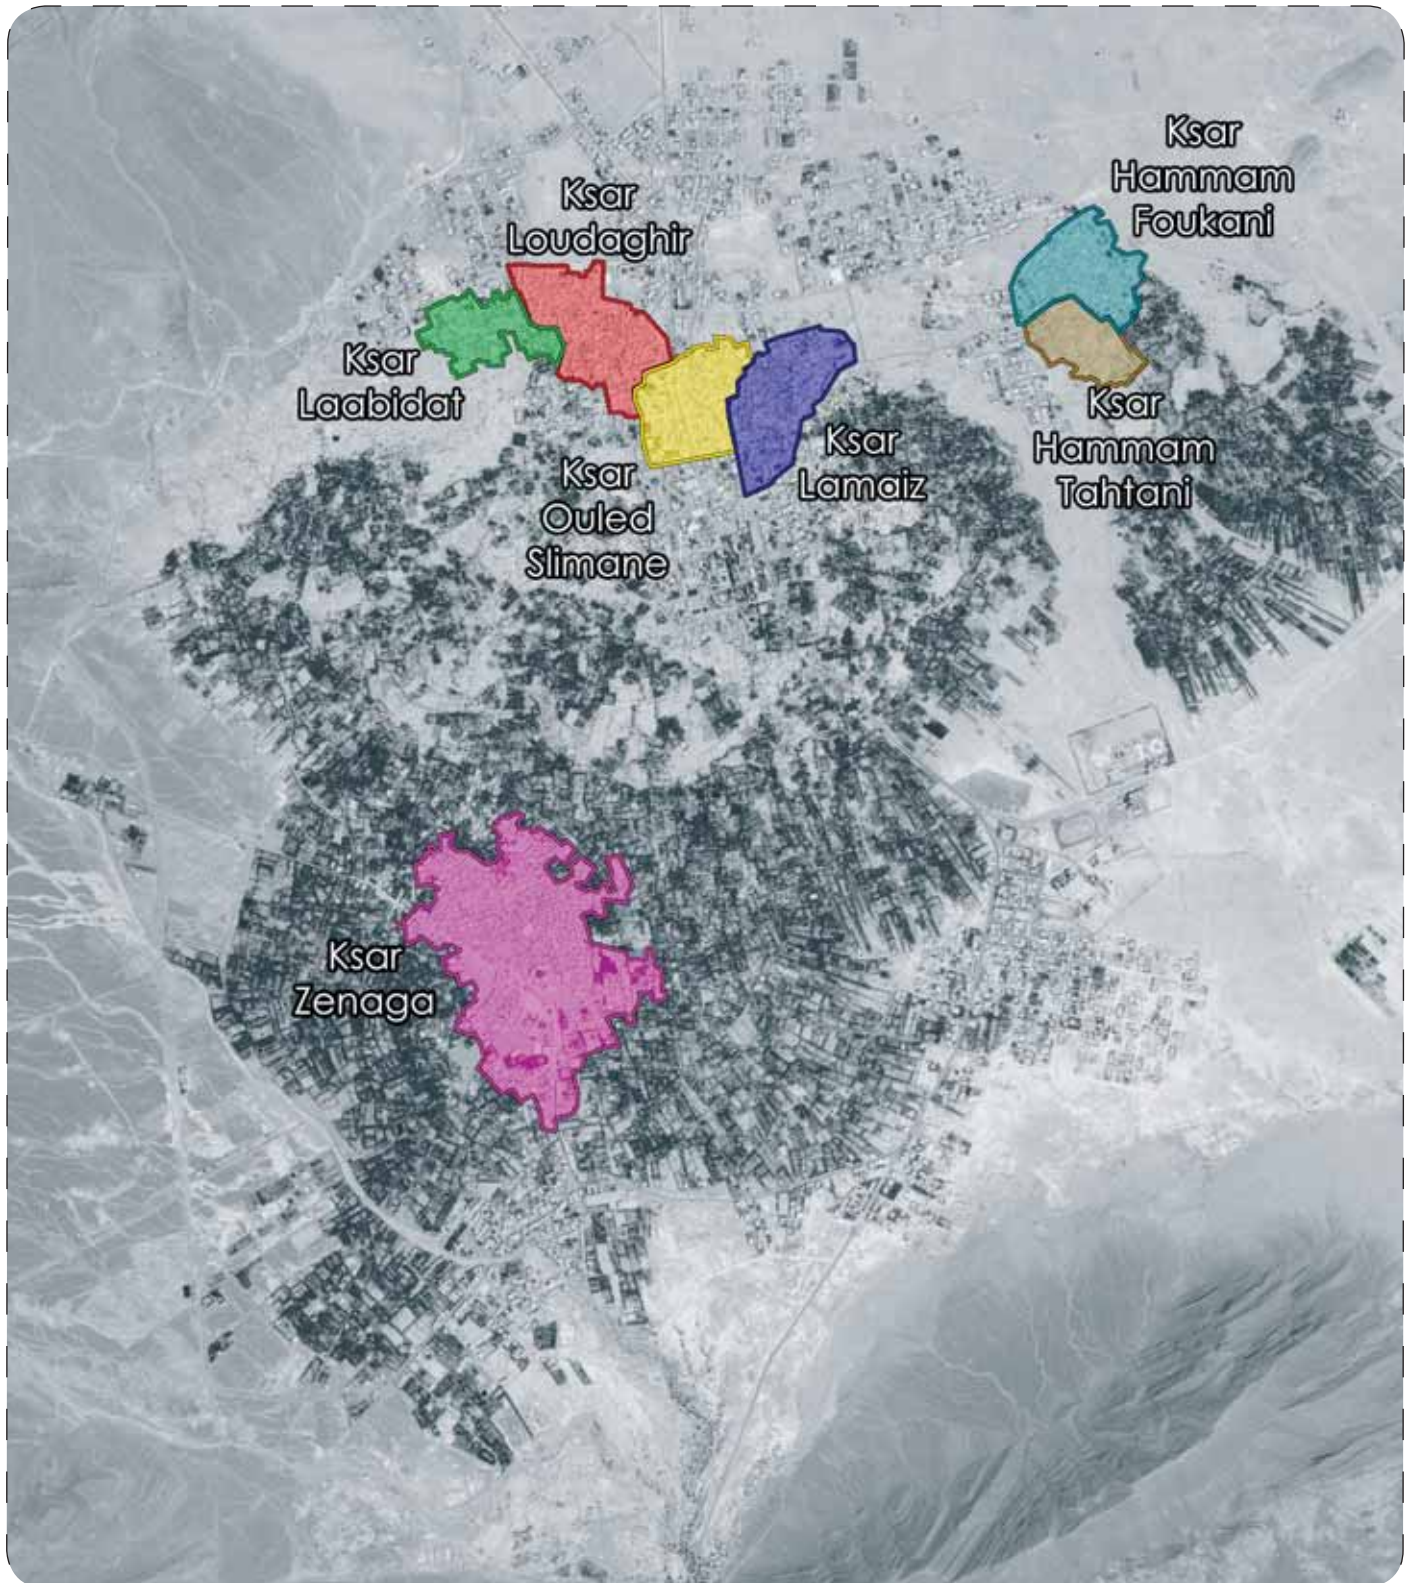 Ksar
Hammam
Foukani
Ksar
Loudaghir
Ksar
Laabidat
Ksar
Hammam
Tahtani
Ksar
Lamaiz
Ksar
Ouled
Slimane
Ksar
Zenaga